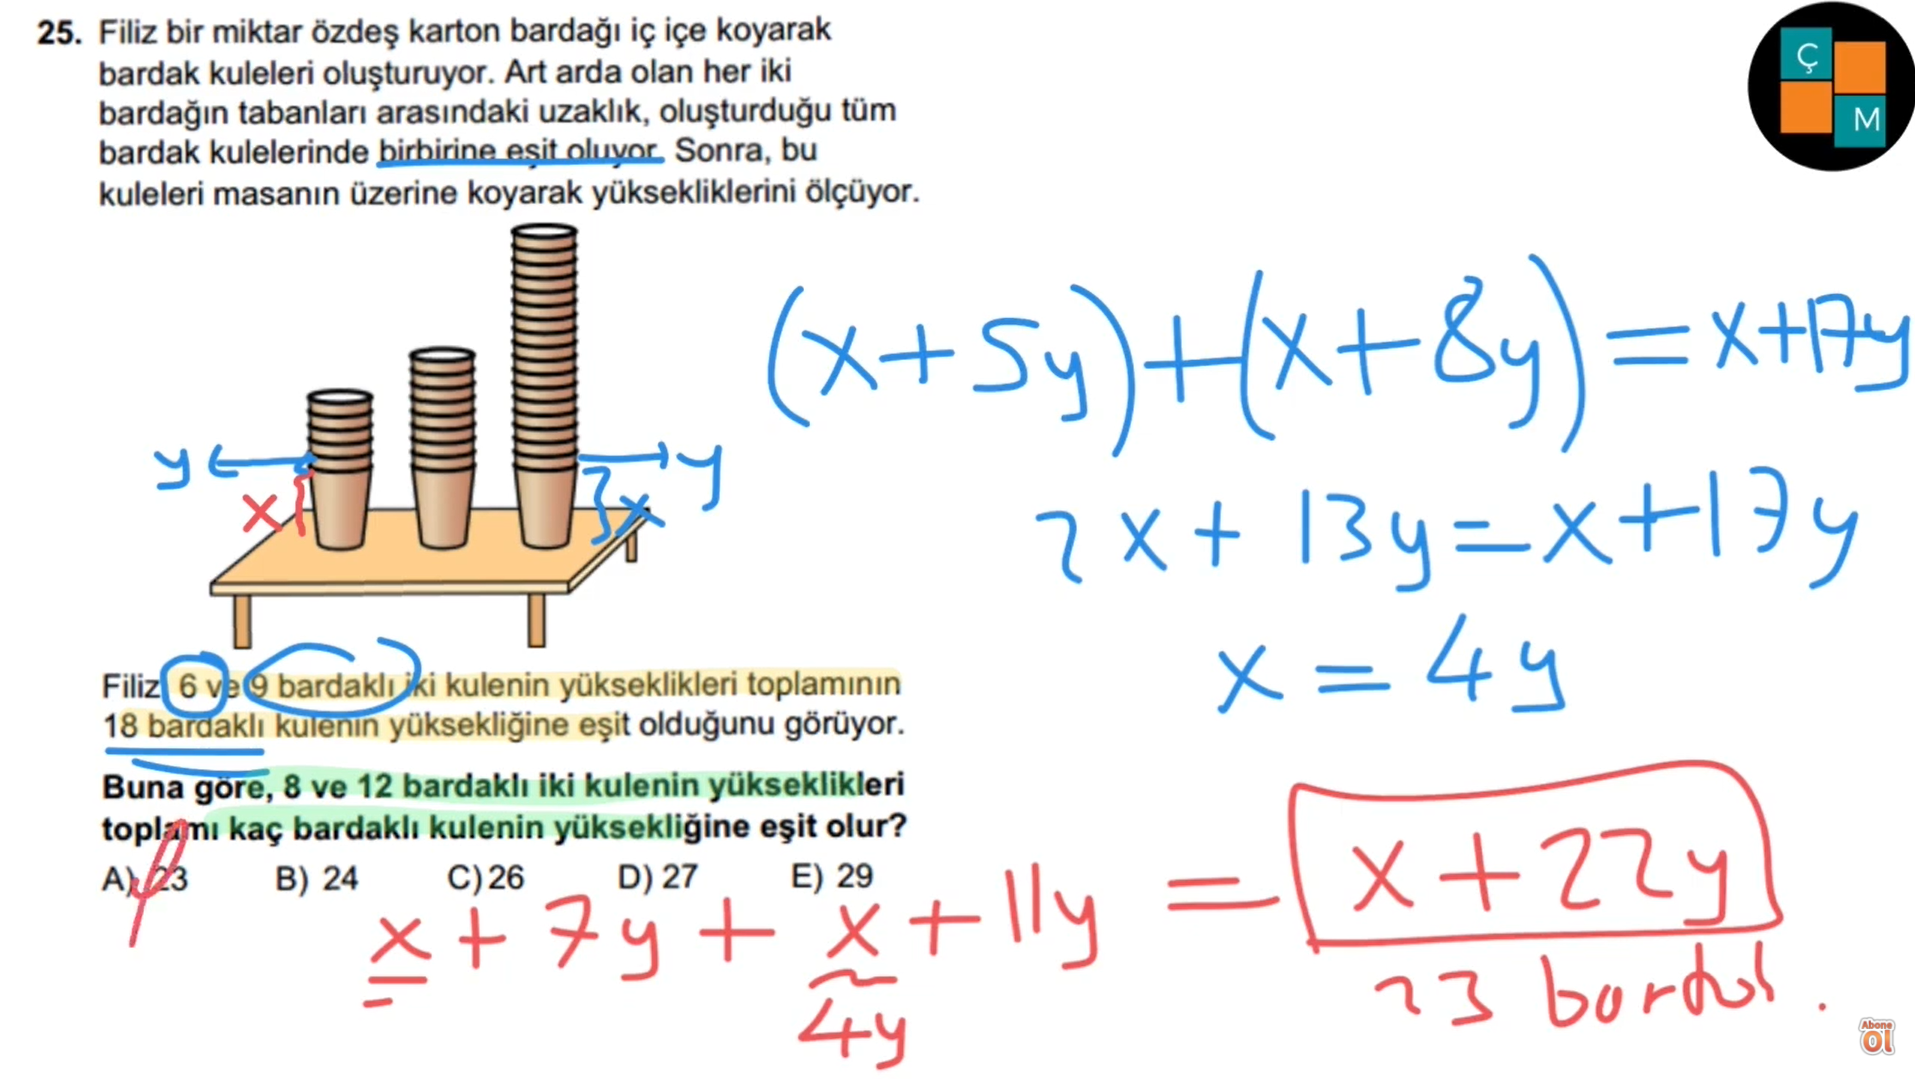 25. Filiz bir miktar özdeş karton bardağı iç içe koyarak
bardak kuleleri oluşturuyor. Art arda olan her iki
bardağın tabanları arasındaki uzaklık, oluşturduğu tüm
bardak kulelerinde birbirine eşit oluyor. Sonra, bu
kuleleri masanın üzerine koyarak yüksekliklerini ölçüyor.
Ç
M
(x+5y)+(x+8y)=x+17y
y
y
x
x
2x+13y=x+17y
x=4y
Filiz 6 ve 9 bardaklı iki kulenin yükseklikleri toplamının
18 bardaklı kulenin yüksekliğine eşit olduğunu görüyor.
Buna göre, 8 ve 12 bardaklı iki kulenin yükseklikleri
toplamı kaç bardaklı kulenin yüksekliğine eşit olur?
A) 23 B) 24 C) 26 D) 27 E) 29
x+7y+x+11y = x+22y
4y
23 bardak.
Abone
Ol